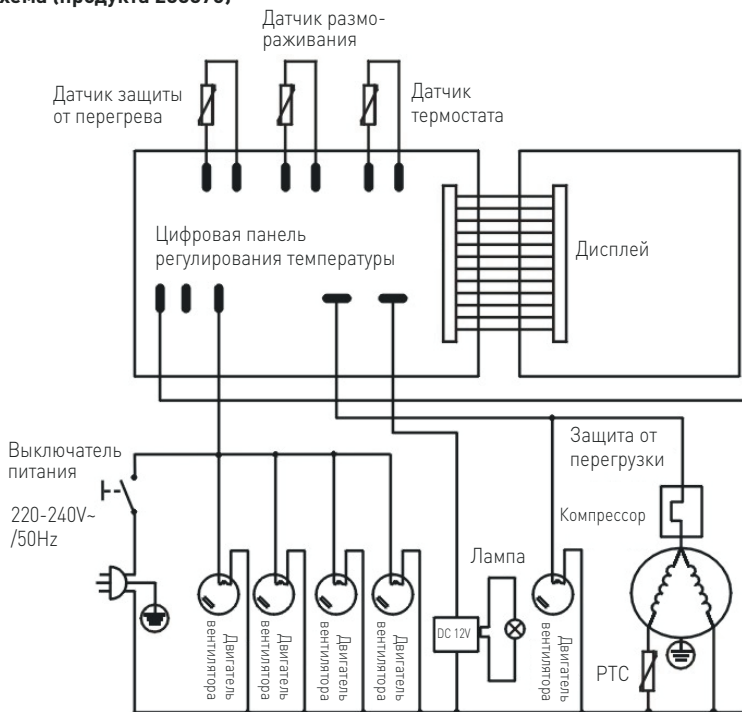 Датчик размо-
раживания
Датчик защиты
от перегрева
Датчик
термостата
Цифровая панель
регулирования температуры
Дисплей
Выключатель
питания
220-240V~
/50Hz
Защита от
перегрузки
Компрессор
Лампа
DC 12V
PTC
Двигатель
вентилятора
Двигатель
вентилятора
Двигатель
вентилятора
Двигатель
вентилятора
Двигатель
вентилятора